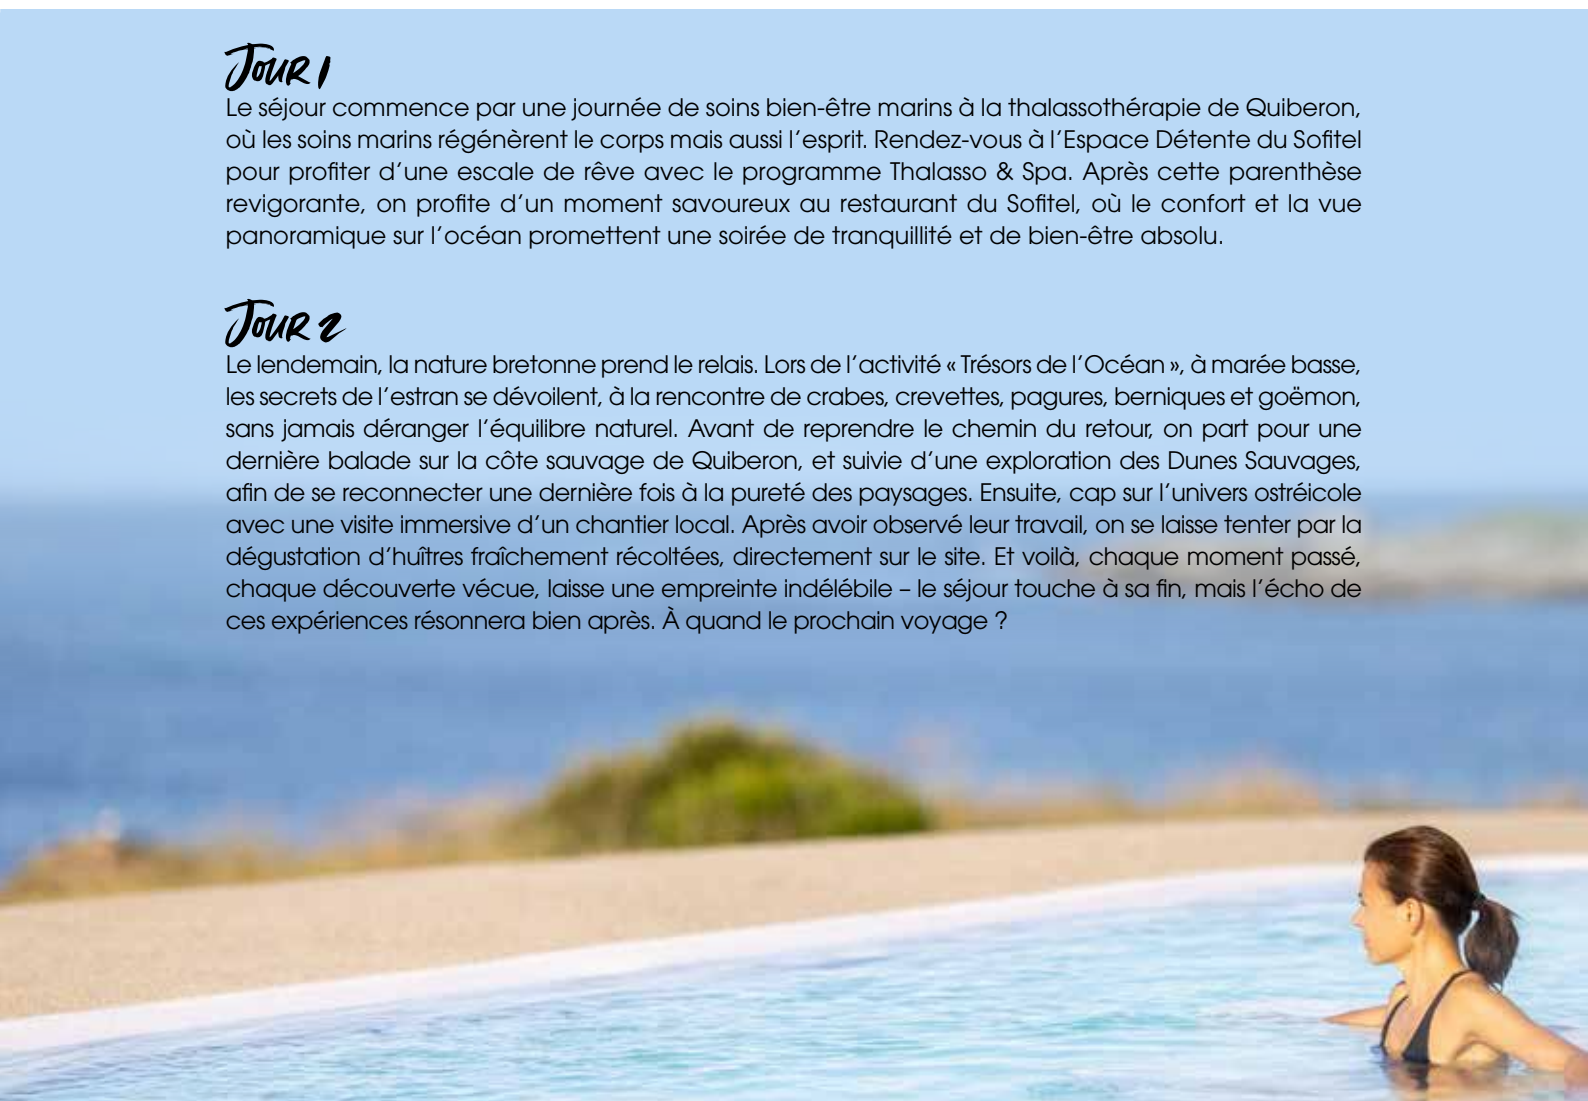 JOUR 1
Le séjour commence par une journée de soins bien-être marins à la thalassothérapie de Quiberon,
où les soins marins régénèrent le corps mais aussi l’esprit. Rendez-vous à l’Espace Détente du Sofitel
pour profiter d’une escale de rêve avec le programme Thalasso & Spa. Après cette parenthèse
revigorante, on profite d’un moment savoureux au restaurant du Sofitel, où le confort et la vue
panoramique sur l’océan promettent une soirée de tranquillité et de bien-être absolu.
JOUR 2
Le lendemain, la nature bretonne prend le relais. Lors de l’activité « Trésors de l’Océan », à marée basse,
les secrets de l’estran se dévoilent, à la rencontre de crabes, crevettes, pagures, berniques et goëmon,
sans jamais déranger l’équilibre naturel. Avant de reprendre le chemin du retour, on part pour une
dernière balade sur la côte sauvage de Quiberon, et suivie d’une exploration des Dunes Sauvages,
afin de se reconnecter une dernière fois à la pureté des paysages. Ensuite, cap sur l’univers ostréicole
avec une visite immersive d’un chantier local. Après avoir observé leur travail, on se laisse tenter par la
dégustation d’huîtres fraîchement récoltées, directement sur le site. Et voilà, chaque moment passé,
chaque découverte vécue, laisse une empreinte indélébile – le séjour touche à sa fin, mais l’écho de
ces expériences résonnera bien après. À quand le prochain voyage ?